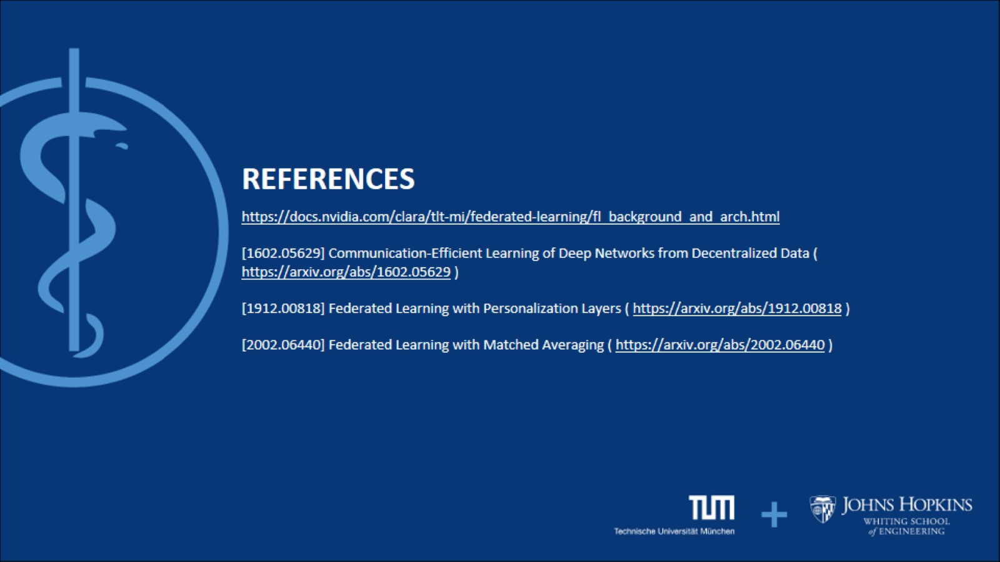 REFERENCES
https://docs.nvidia.com/clara/tlt-mi/federated-learning/fl_background_and_arch.html
[1602.05629] Communication-Efficient Learning of Deep Networks from Decentralized Data (
https://arxiv.org/abs/1602.05629 )
[1912.00818] Federated Learning with Personalization Layers ( https://arxiv.org/abs/1912.00818 )
[2002.06440] Federated Learning with Matched Averaging ( https://arxiv.org/abs/2002.06440 )
TUM
Technische Universität München
+
JOHNS HOPKINS
WHITING SCHOOL
of ENGINEERING